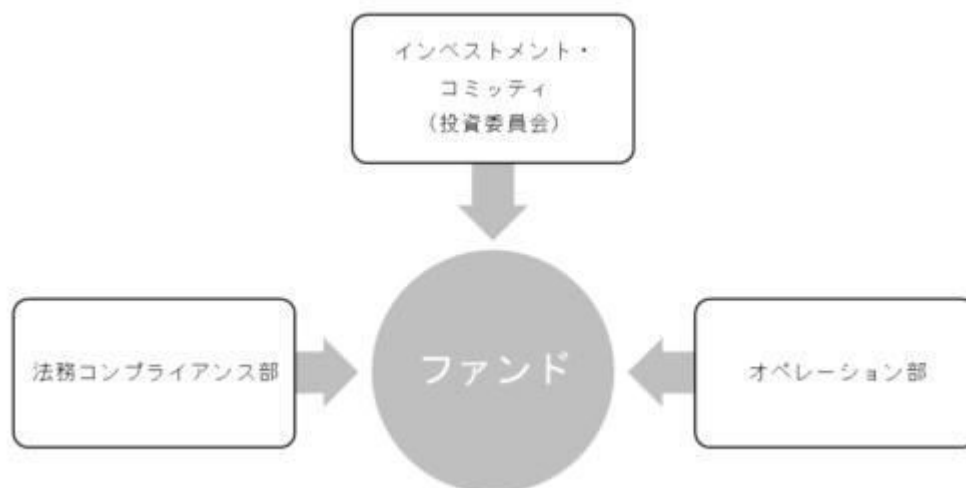 インベストメント・
コミッティ
(投資委員会)
法務コンプライアンス部
ファンド
オペレーション部